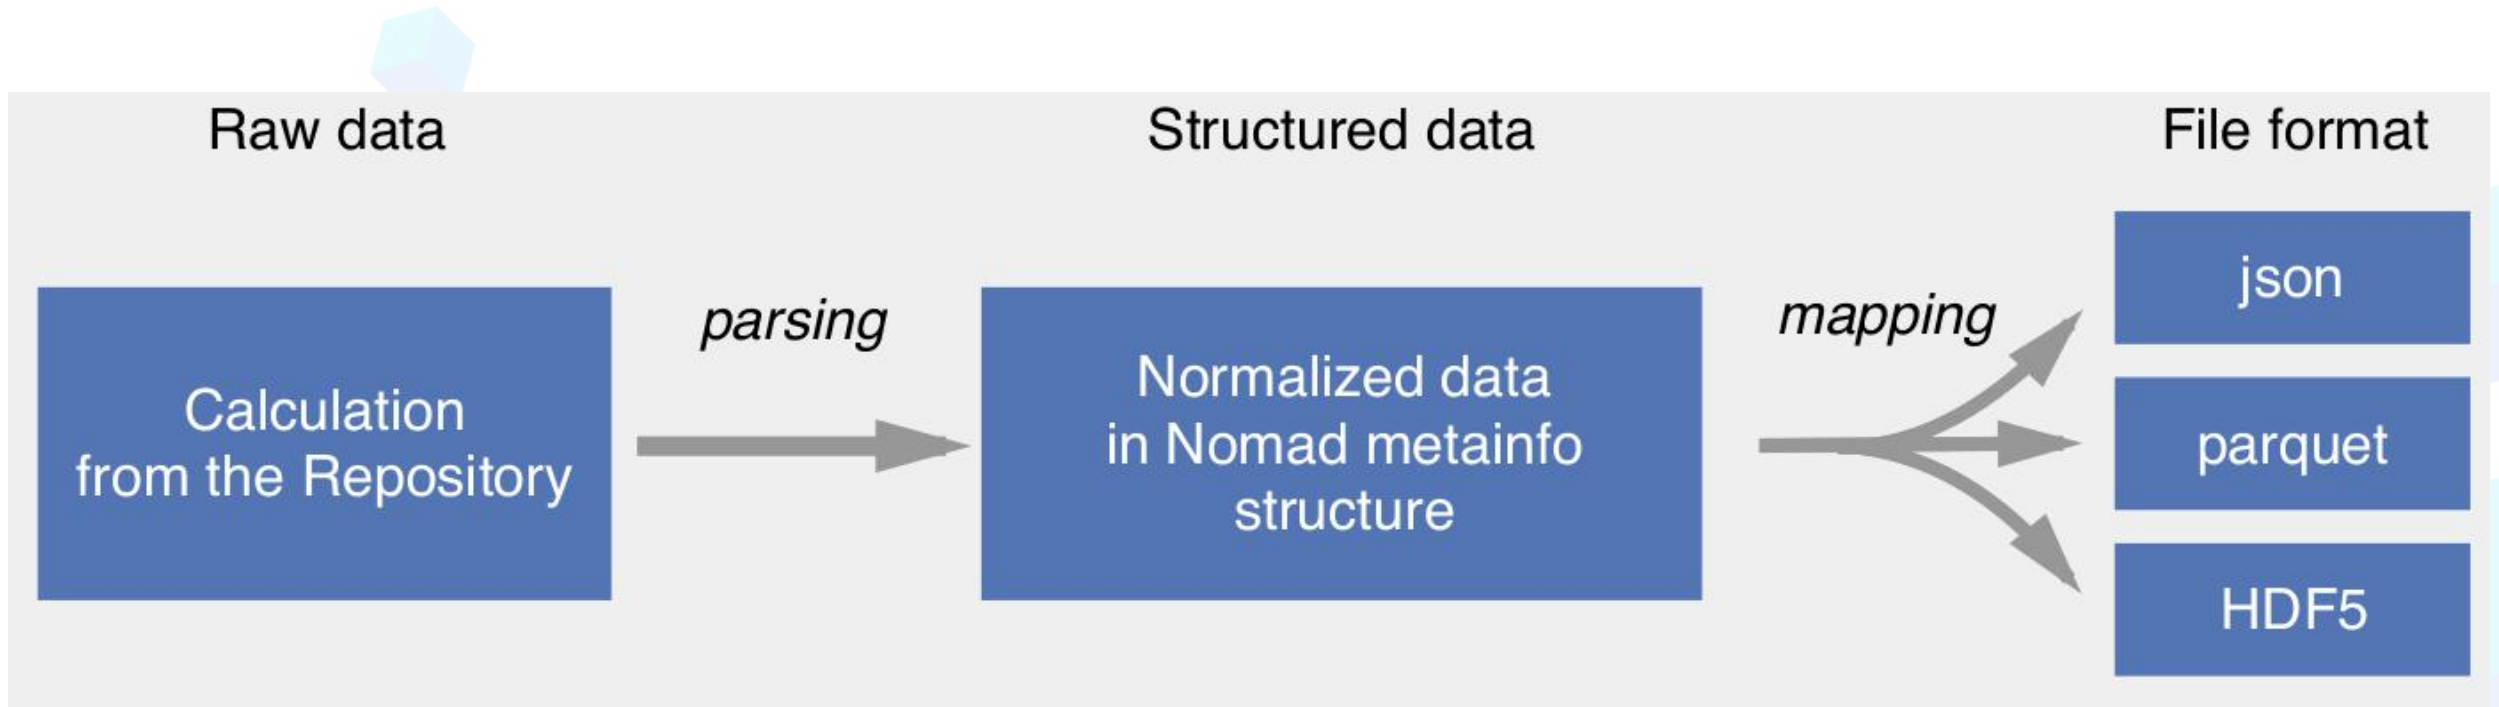 Raw data
Structured data
File format
Calculation
from the Repository
parsing
Normalized data
in Nomad metainfo
structure
mapping
json
parquet
HDF5